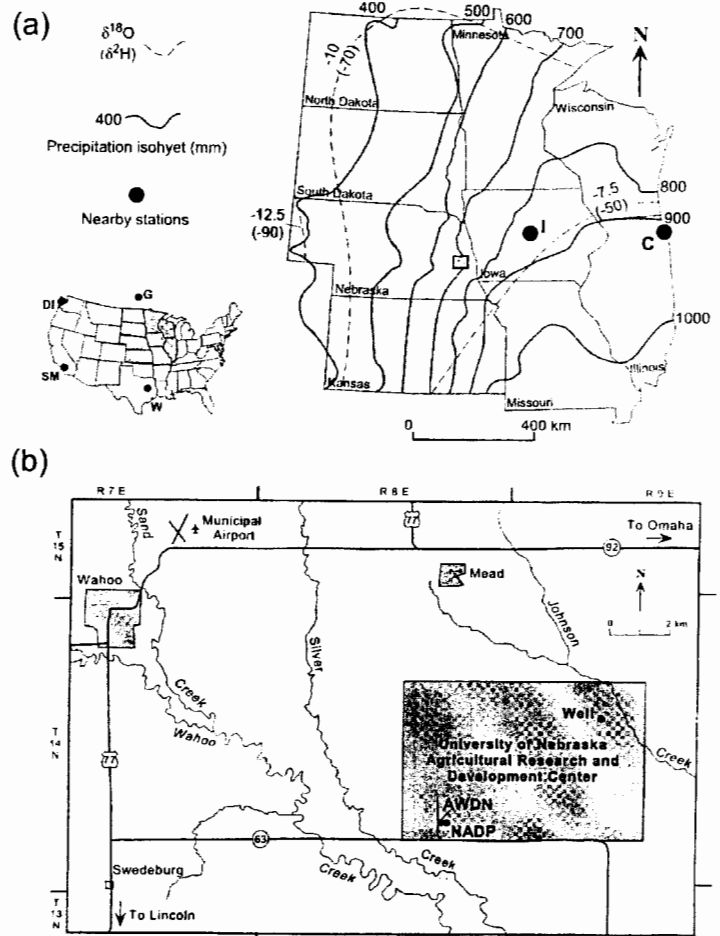 (a)
δ18O
(δ2H)
400
Precipitation isohyet (mm)
Nearby stations
DI
G
SM
W
400
500
600
700
Minnesota
N
-10
(-70)
North Dakota
Wisconsin
South Dakota
-7.5
(-50)
800
-12.5
(-90)
900
I
C
Iowa
Nebraska
1000
Illinois
Kansas
Missouri
0
400 km
(b)
R 7 E
R 8 E
R 9 E
T
15
N
Sand
Municipal
Airport
77
To Omaha
92
Wahoo
Mead
N
0
2 km
Johnson
Silver
Creek
Wahoo
Well
T
14
N
University of Nebraska
Agricultural Research and
Development Center
Creek
77
AWDN
NADP
63
Creek
Creek
Swedeburg
T
13
N
To Lincoln